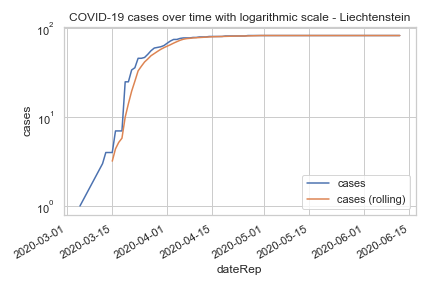 COVID-19 cases over time with logarithmic scale - Liechtenstein
10²
10¹
10⁰
cases
cases
cases (rolling)
2020-03-01
2020-03-15
2020-04-01
2020-04-15
2020-05-01
2020-05-15
2020-06-01
2020-06-15
dateRep